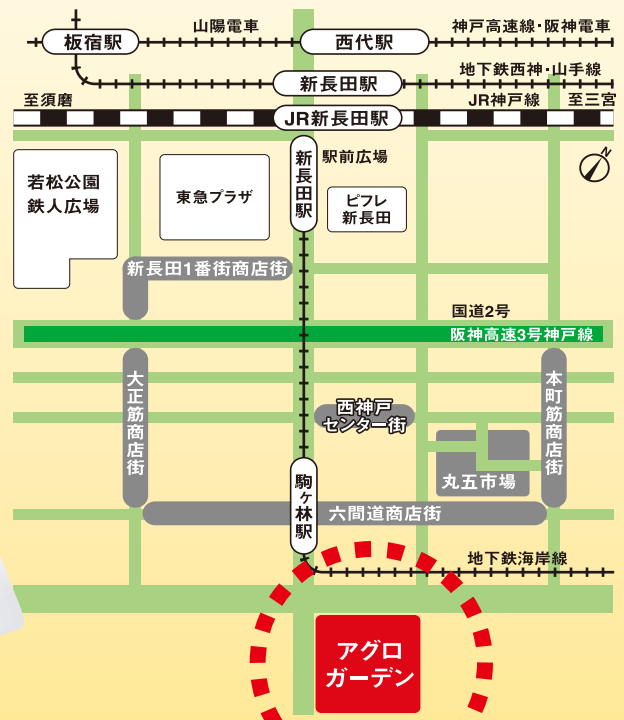 山陽電車
神戸高速線・阪神電車
板宿駅
西代駅
地下鉄西神・山手線
新長田駅
至須磨
JR神戸線
至三宮
JR新長田駅
N
若松公園
鉄人広場
東急プラザ
新長田駅
駅前広場
ピフレ
新長田
新長田1番街商店街
国道2号
阪神高速3号神戸線
大正筋商店街
西神戸
センター街
本町筋商店街
丸五市場
駒ヶ林駅
六間道商店街
地下鉄海岸線
アグロ
ガーデン